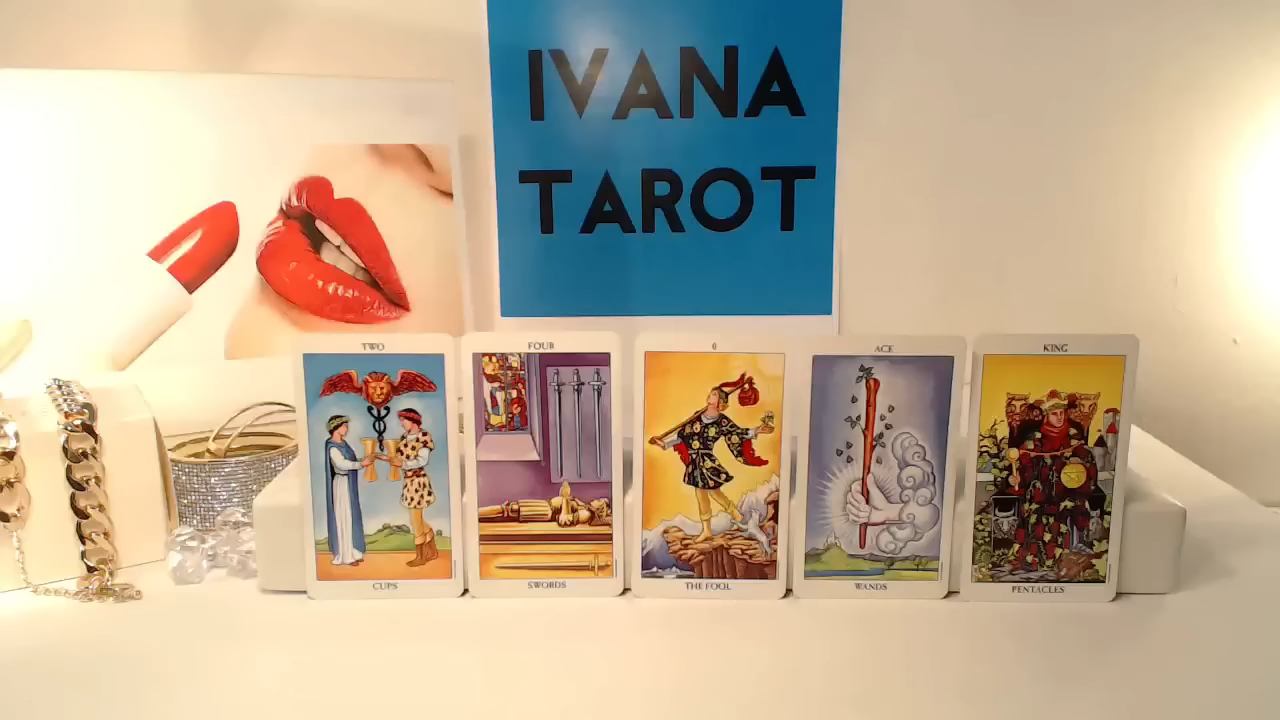 IVANA
TAROT
TWO
CUPS
FOUR
SWORDS
0
THE FOOL
ACE
WANDS
KING
PENTACLES